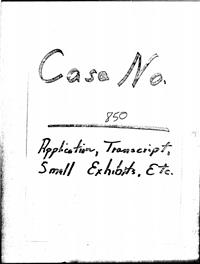 Case No.
850
Application, Transcript,
Small Exhibits, Etc.